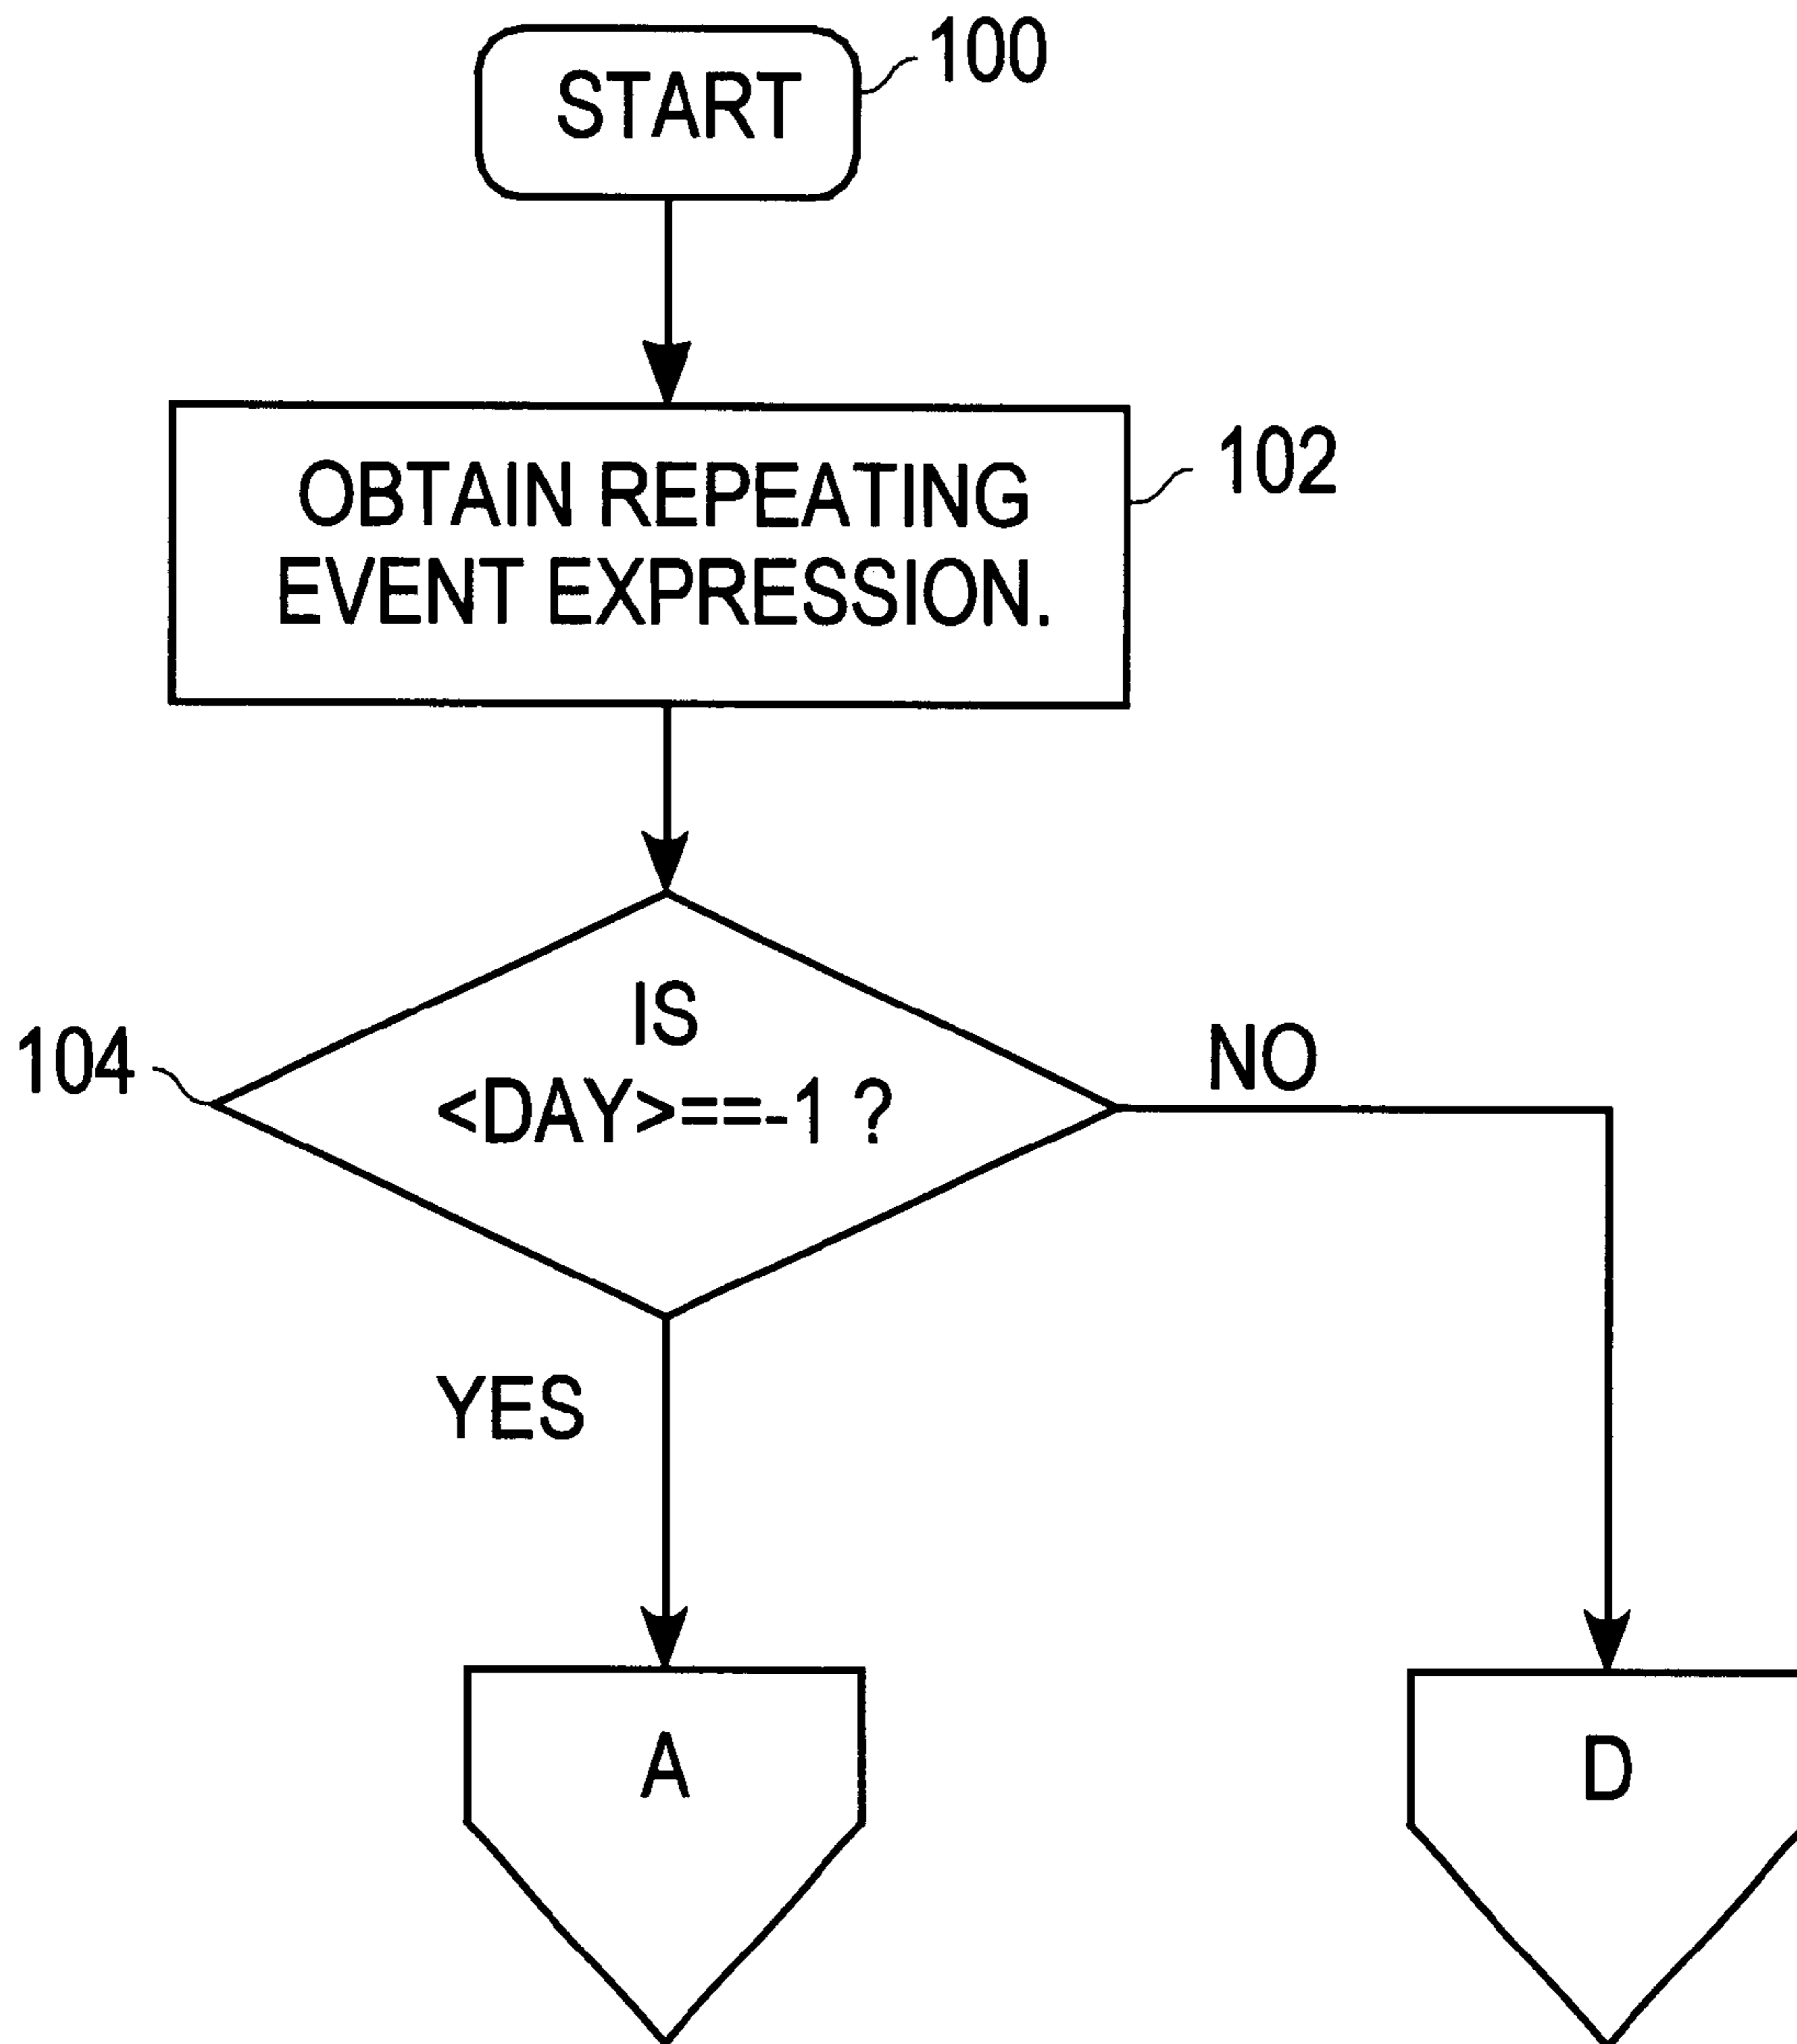 START
100
OBTAIN REPEATING
EVENT EXPRESSION.
102
IS
<DAY>==-1 ?
104
NO
YES
A
D